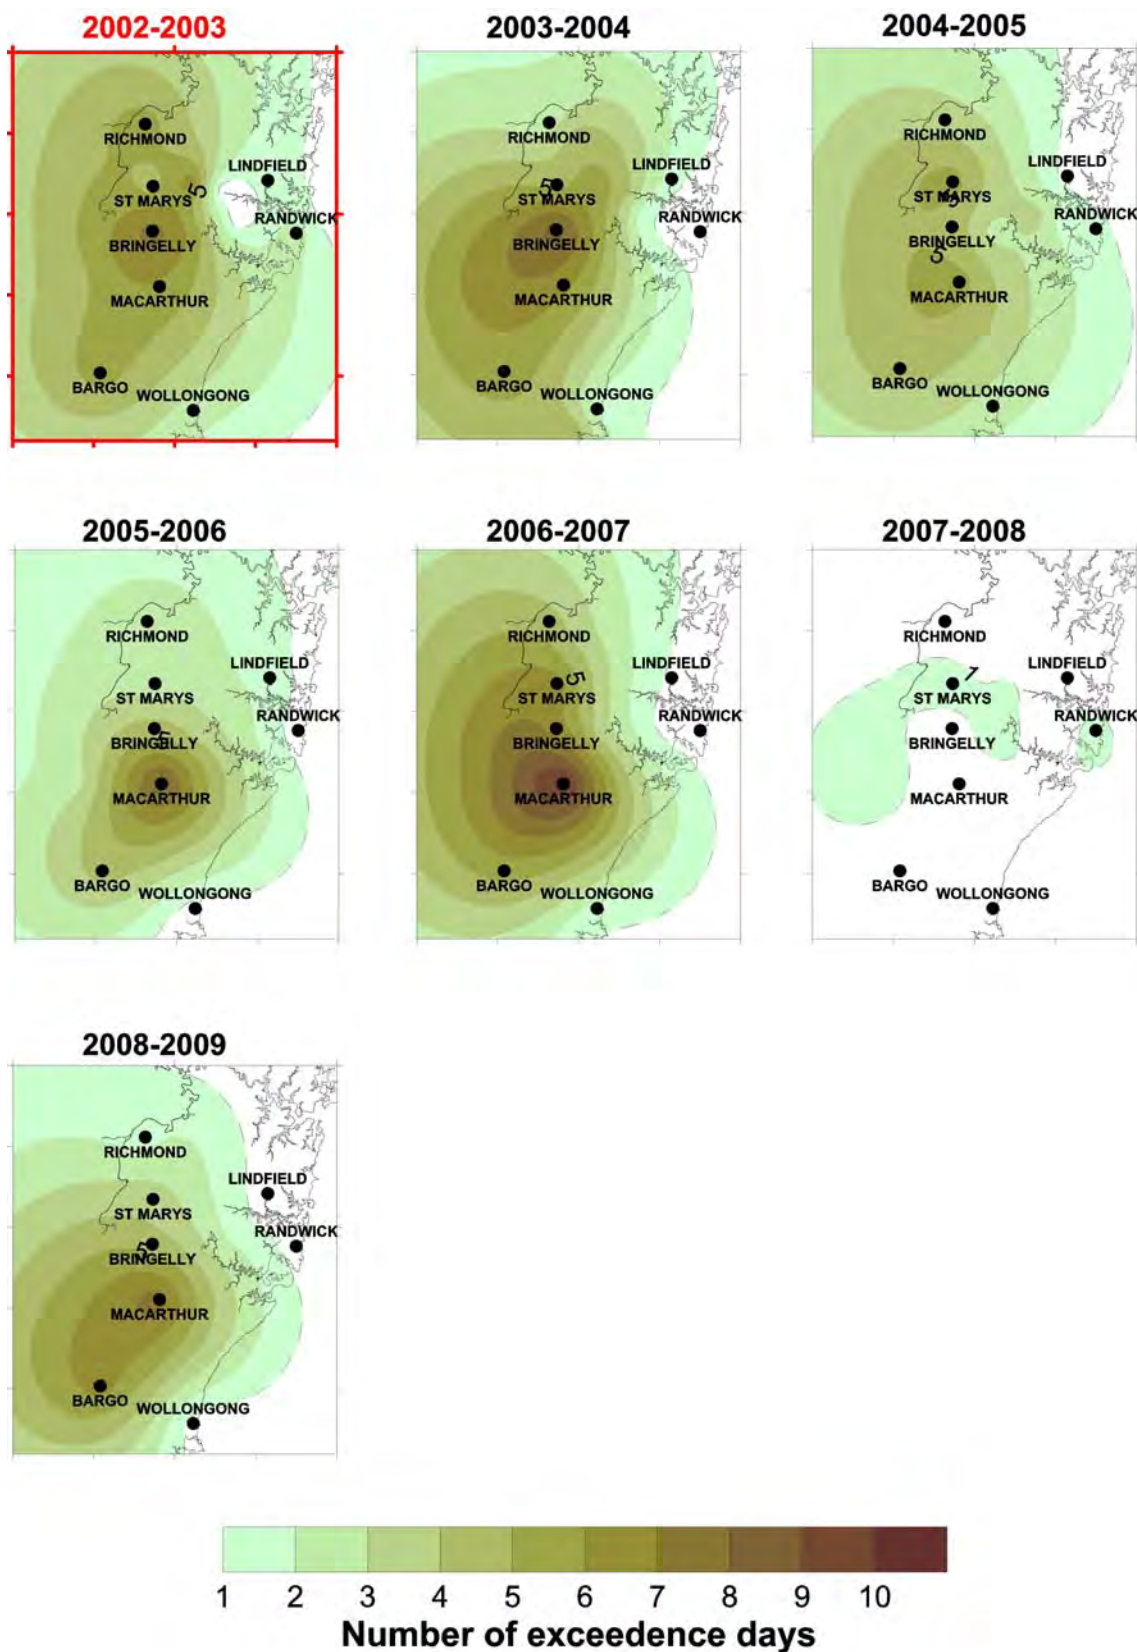 2002-2003
2003-2004
2004-2005
RICHMOND
LINDFIELD
5
ST MARYS
RANDWICK
BRINGELLY
MACARTHUR
BARGO
WOLLONGONG
RICHMOND
LINDFIELD
5
ST MARYS
RANDWICK
BRINGELLY
MACARTHUR
BARGO
WOLLONGONG
RICHMOND
LINDFIELD
ST MARYS
5
RANDWICK
BRINGELLY
5
MACARTHUR
BARGO
WOLLONGONG
2005-2006
2006-2007
2007-2008
RICHMOND
LINDFIELD
ST MARYS
RANDWICK
BRINGELLY
5
MACARTHUR
BARGO
WOLLONGONG
RICHMOND
LINDFIELD
5
ST MARYS
RANDWICK
BRINGELLY
MACARTHUR
BARGO
WOLLONGONG
RICHMOND
LINDFIELD
1
ST MARYS
RANDWICK
BRINGELLY
MACARTHUR
BARGO
WOLLONGONG
2008-2009
RICHMOND
LINDFIELD
ST MARYS
RANDWICK
5
BRINGELLY
MACARTHUR
BARGO
WOLLONGONG
1 2 3 4 5 6 7 8 9 10
Number of exceedence days